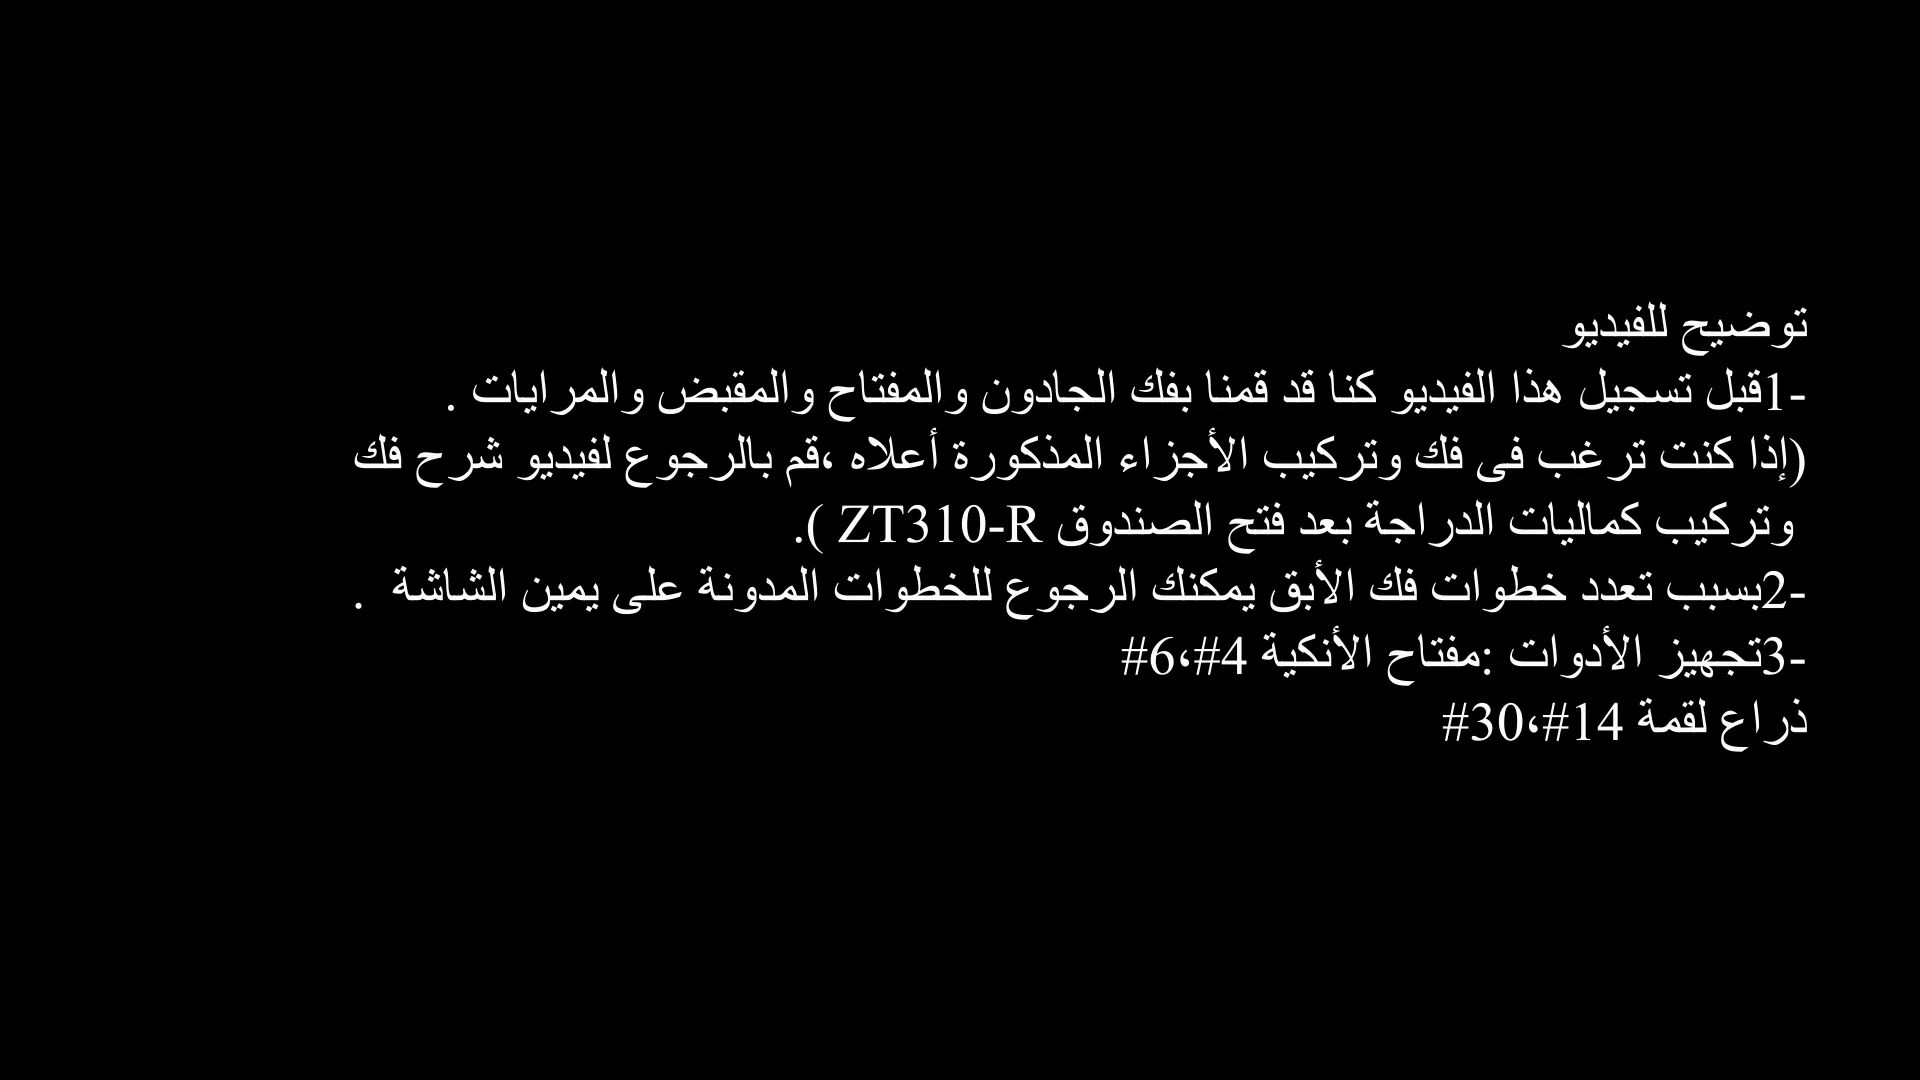 توضيح للفيديو
-1قبل تسجيل هذا الفيديو كنا قد قمنا بفك الجادون والمفتاح والمقبض والمرايات .
(إذا كنت ترغب فى فك وتركيب الأجزاء المذكورة أعلاه ،قم بالرجوع لفيديو شرح فك
وتركيب كماليات الدراجة بعد فتح الصندوق ZT310-R ).
-2بسبب تعدد خطوات فك الأبق يمكنك الرجوع للخطوات المدونة على يمين الشاشة .
-3تجهيز الأدوات :مفتاح الأنكية 4#،6#
ذراع لقمة 14#،30#